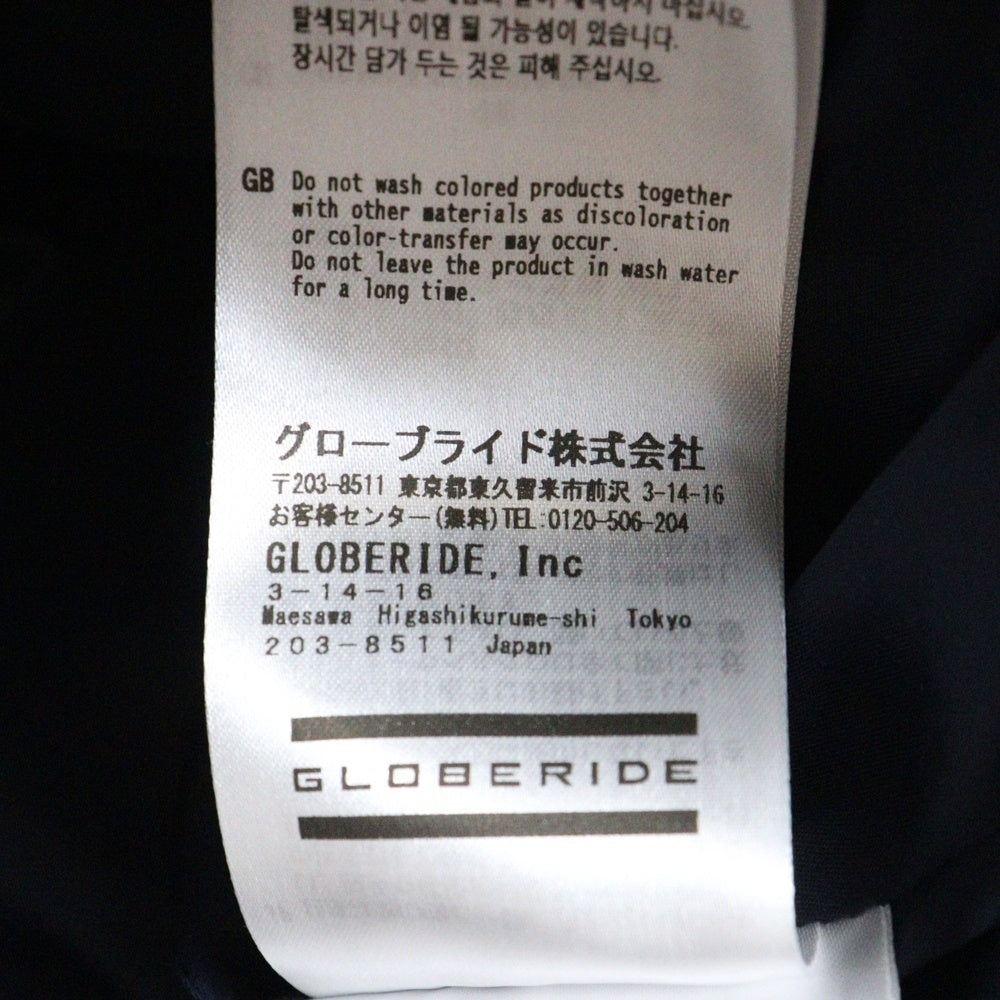 마십시오.
탈색되거나 이염 될 가능성이 있습니다.
장시간 담가 두는 것은 피해 주십시오.
GB Do not wash colored products together
with other materials as discoloration
or color-transfer may occur.
Do not leave the product in wash water
for a long time.
グローブライド株式会社
〒203-8511 東京都東久留米市前沢 3-14-16
お客様センター(無料)TEL:0120-506-204
GLOBERIDE, Inc
3-14-16
Maesawa Higashikurume-shi Tokyo
203-8511 Japan
GLOBERIDE